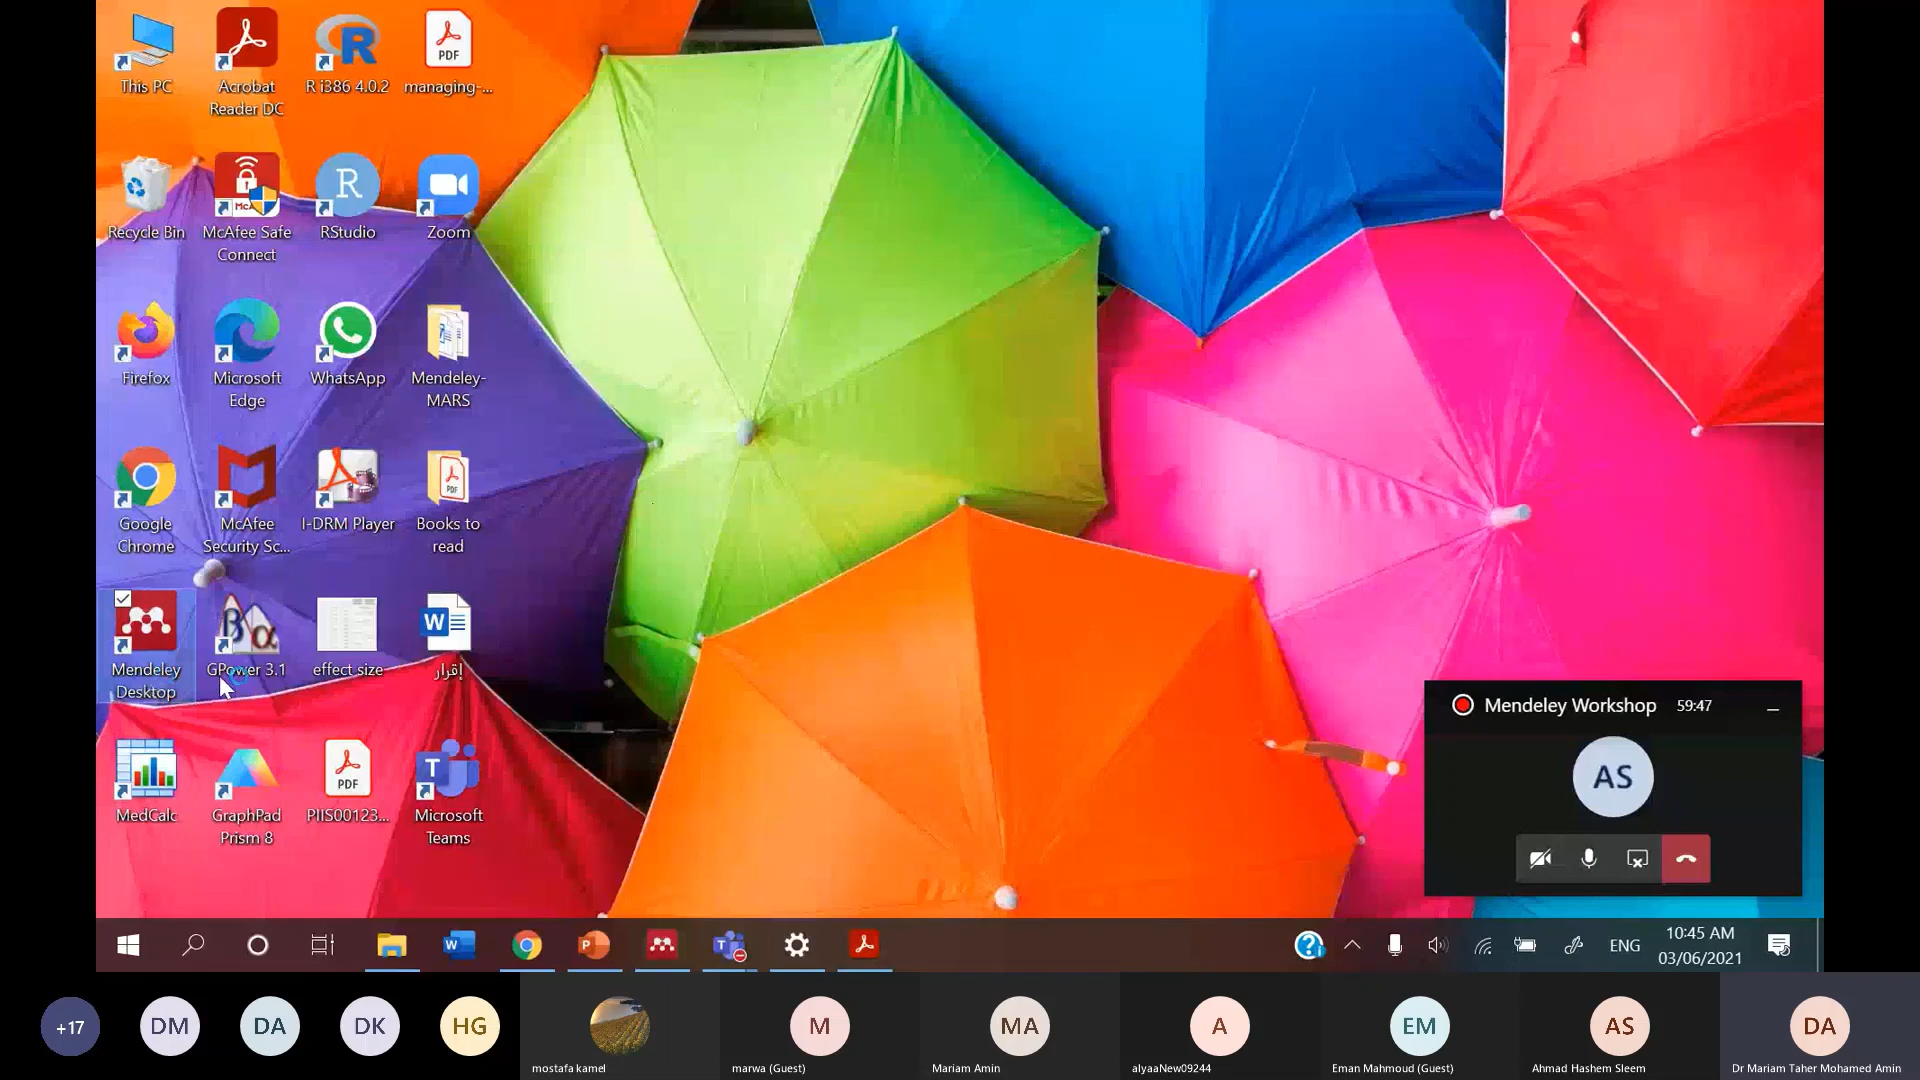 This PC
Acrobat
Reader DC
R i386 4.0.2
PDF
managing-...
Recycle Bin
McAfee Safe
Connect
R
RStudio
Zoom
Firefox
Microsoft
Edge
WhatsApp
Mendeley-
MARS
Google
Chrome
McAfee
Security Sc...
I-DRM Player
PDF
Books to
read
Mendeley
Desktop
β α
GPower 3.1
effect size
W
إقرار
MedCalc
GraphPad
Prism 8
PDF
PIIS00123...
T
Microsoft
Teams
Mendeley Workshop
59:47
AS
ENG
10:45 AM
03/06/2021
+17
DM
DA
DK
HG
mostafa kamel
M
marwa (Guest)
MA
Mariam Amin
A
alyaaNew09244
EM
Eman Mahmoud (Guest)
AS
Ahmad Hashem Sleem
DA
Dr Mariam Taher Mohamed Amin